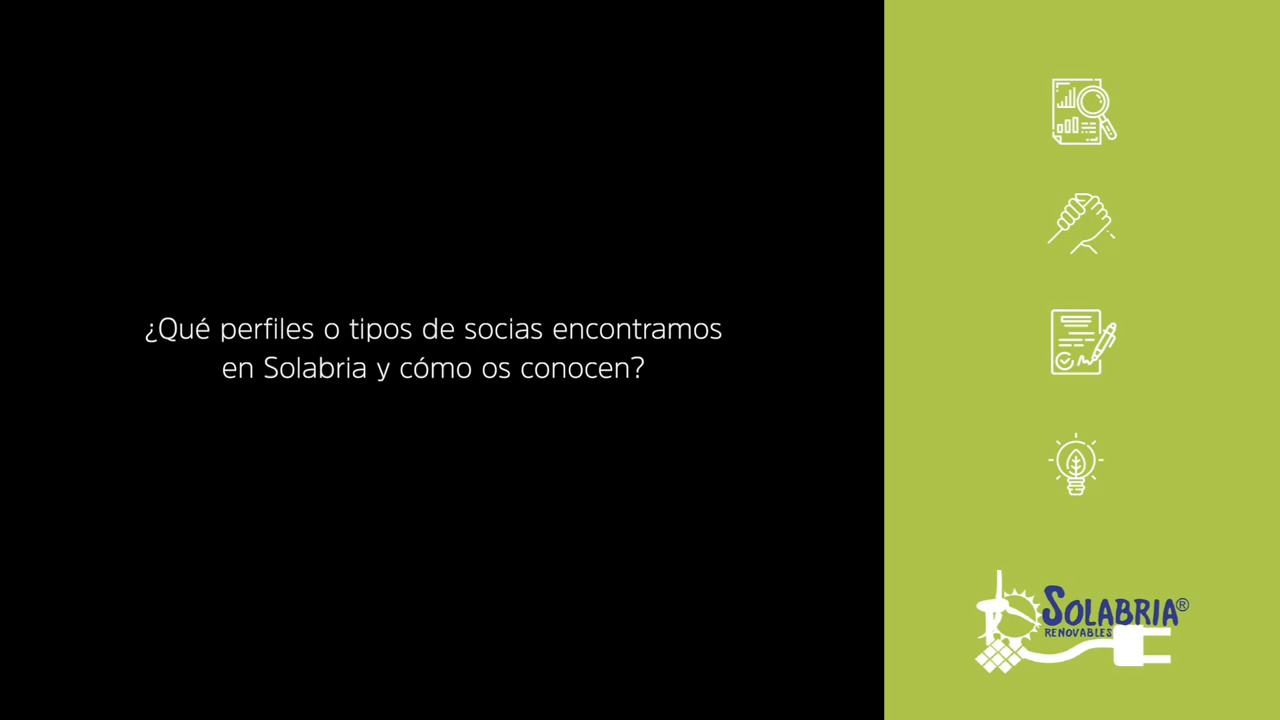 ¿Qué perfiles o tipos de socias encontramos
en Solabria y cómo os conocen?
SOLABRIA®
RENOVABLES